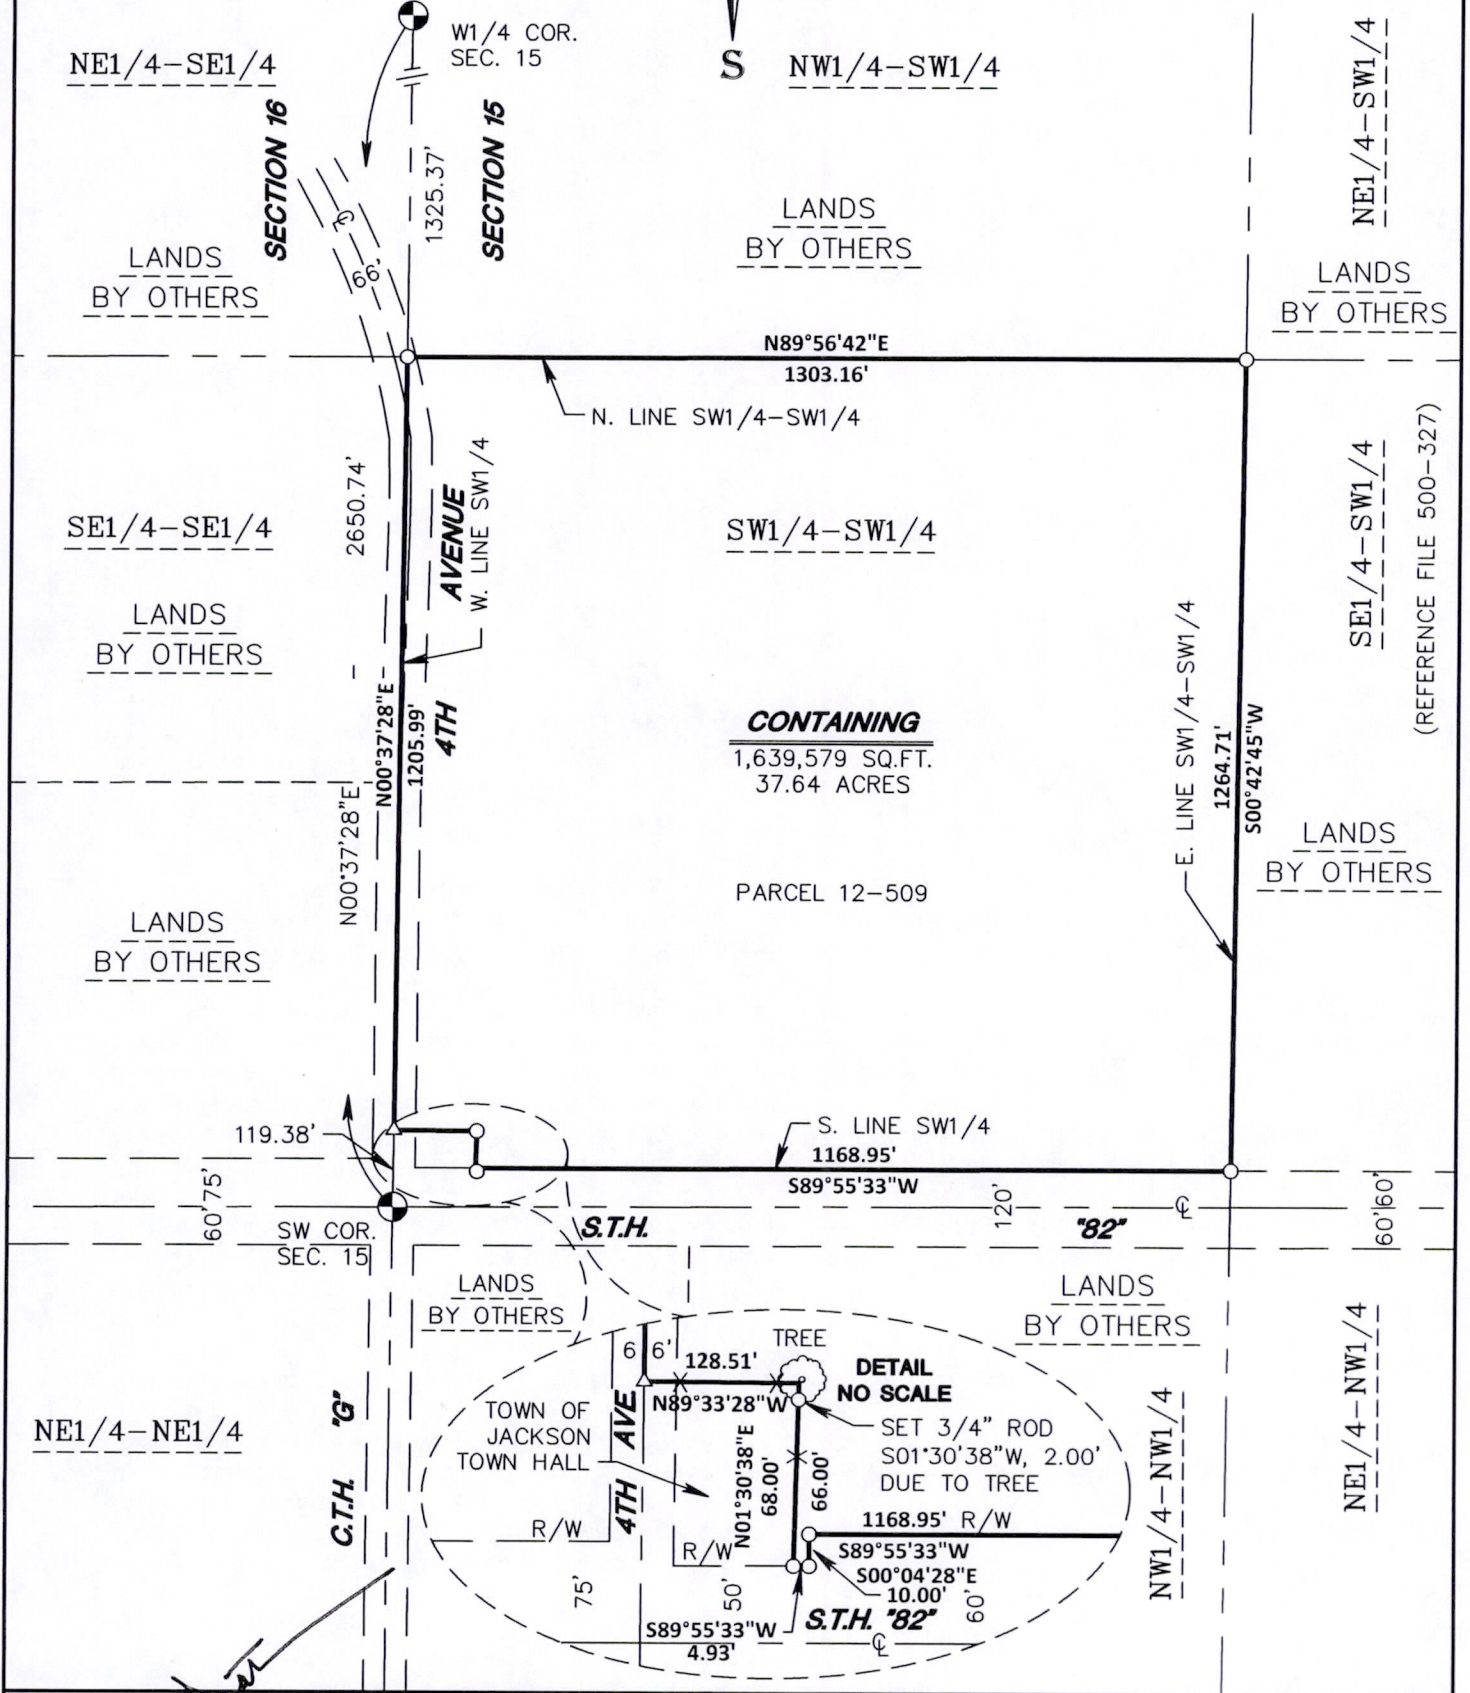 W1/4 COR.
SEC. 15
S
NE1/4-SE1/4
NW1/4-SW1/4
NE1/4-SW1/4
SECTION 16
SECTION 15
1325.37'
℄
66'
LANDS
BY OTHERS
LANDS
BY OTHERS
LANDS
BY OTHERS
N89°56'42"E
1303.16'
N. LINE SW1/4-SW1/4
2650.74'
AVENUE
W. LINE SW1/4
SE1/4-SE1/4
SW1/4-SW1/4
SE1/4-SW1/4
(REFERENCE FILE 500-327)
LANDS
BY OTHERS
N00°37'28"E
1205.99'
4TH
CONTAINING
1,639,579 SQ.FT.
37.64 ACRES
E. LINE SW1/4-SW1/4
1264.71'
S00°42'45"W
N00°37'28"E
LANDS
BY OTHERS
PARCEL 12-509
LANDS
BY OTHERS
119.38'
S. LINE SW1/4
1168.95'
S89°55'33"W
60'
75'
SW COR.
SEC. 15
S.T.H.
120'
"82"
℄
60'
60'
LANDS
BY OTHERS
LANDS
BY OTHERS
NE1/4-NE1/4
C.T.H. "G"
NW1/4-NW1/4
NE1/4-NW1/4
6 6'
128.51'
N89°33'28"W
TREE
DETAIL
NO SCALE
TOWN OF
JACKSON
TOWN HALL
4TH AVE.
N01°30'38"E
68.00'
66.00'
SET 3/4" ROD
S01°30'38"W, 2.00'
DUE TO TREE
1168.95' R/W
S89°55'33"W
S00°04'28"E
10.00'
R/W
R/W
75'
50'
60'
S89°55'33"W
4.93'
S.T.H. "82"
℄